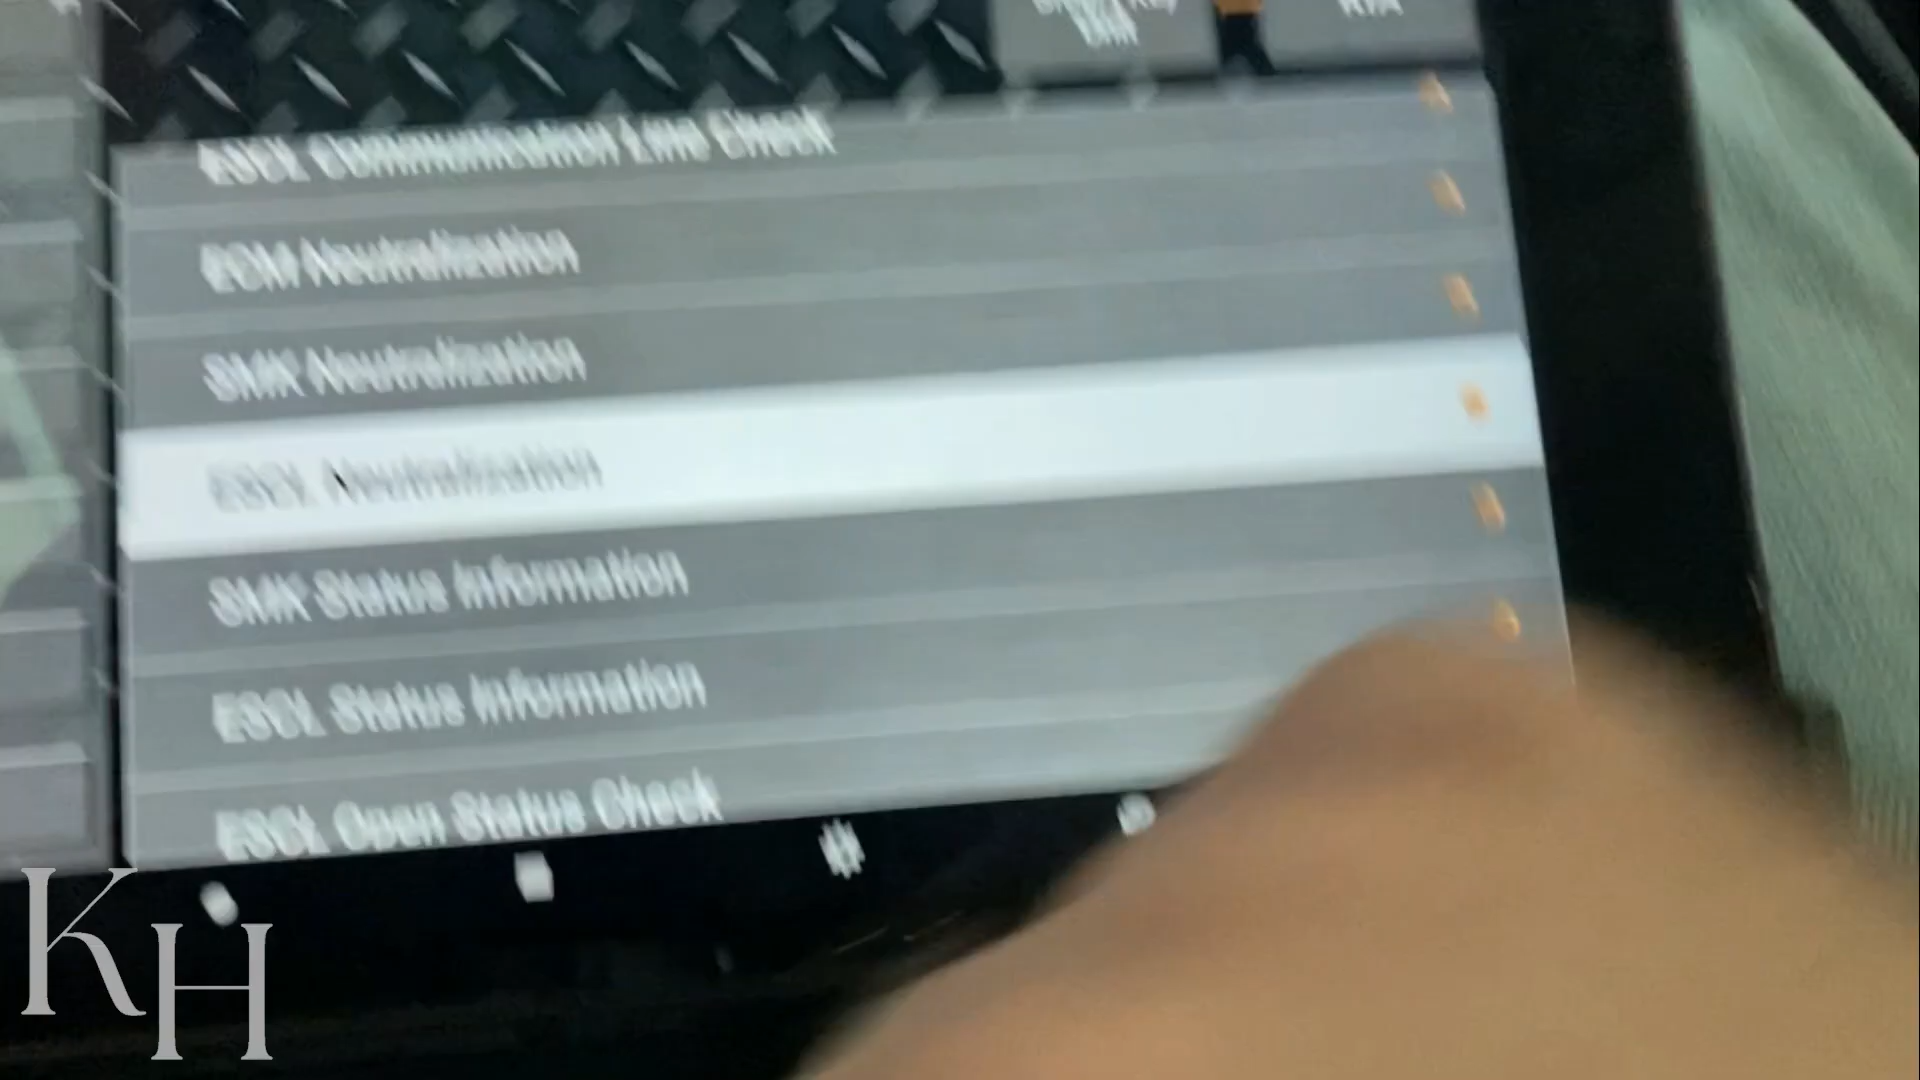 ESCL Communication Line Check
ECM Neutralization
SMK Neutralization
ESCL Neutralization
SMK Status Information
ESCL Status Information
ESCL Open Status Check
KH